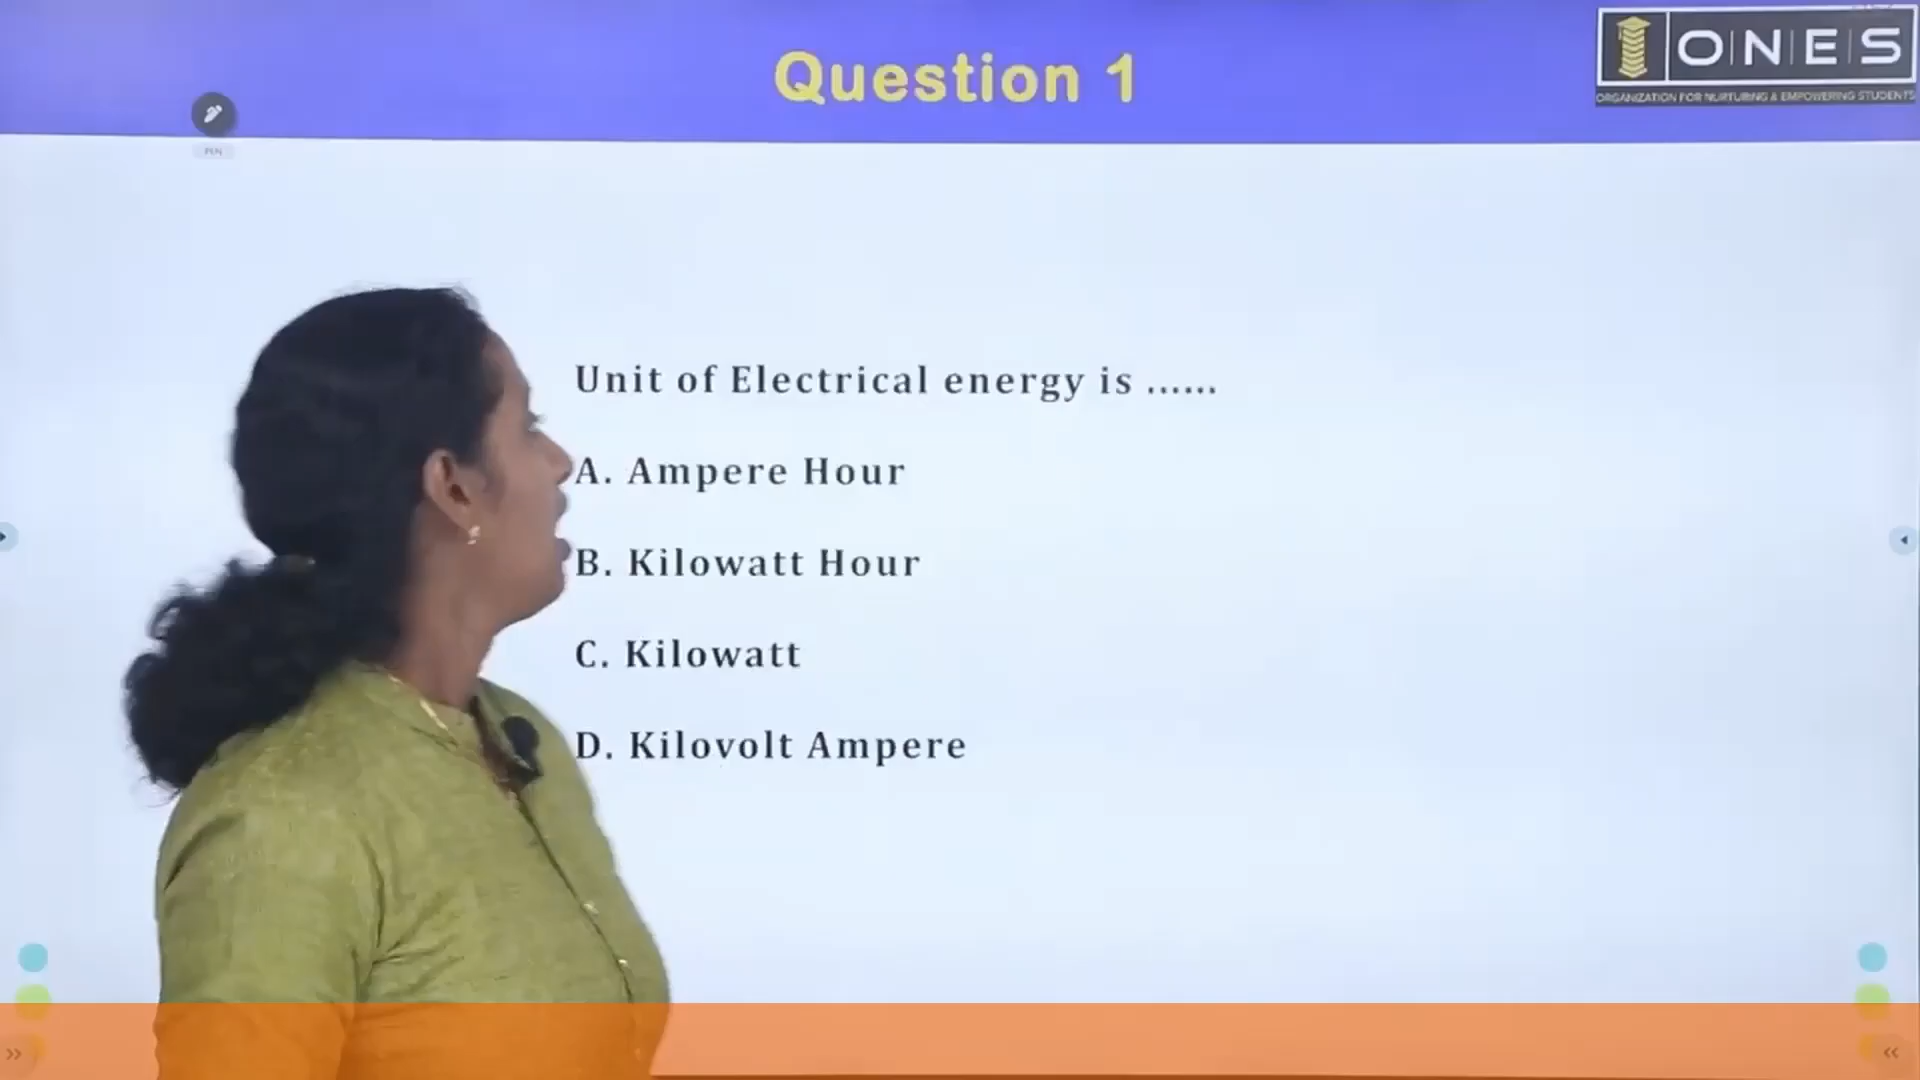 Question 1
O|N|E|S
ORGANIZATION FOR NURTURING & EMPOWERING STUDENTS
PEN
Unit of Electrical energy is ......
A. Ampere Hour
B. Kilowatt Hour
C. Kilowatt
D. Kilovolt Ampere